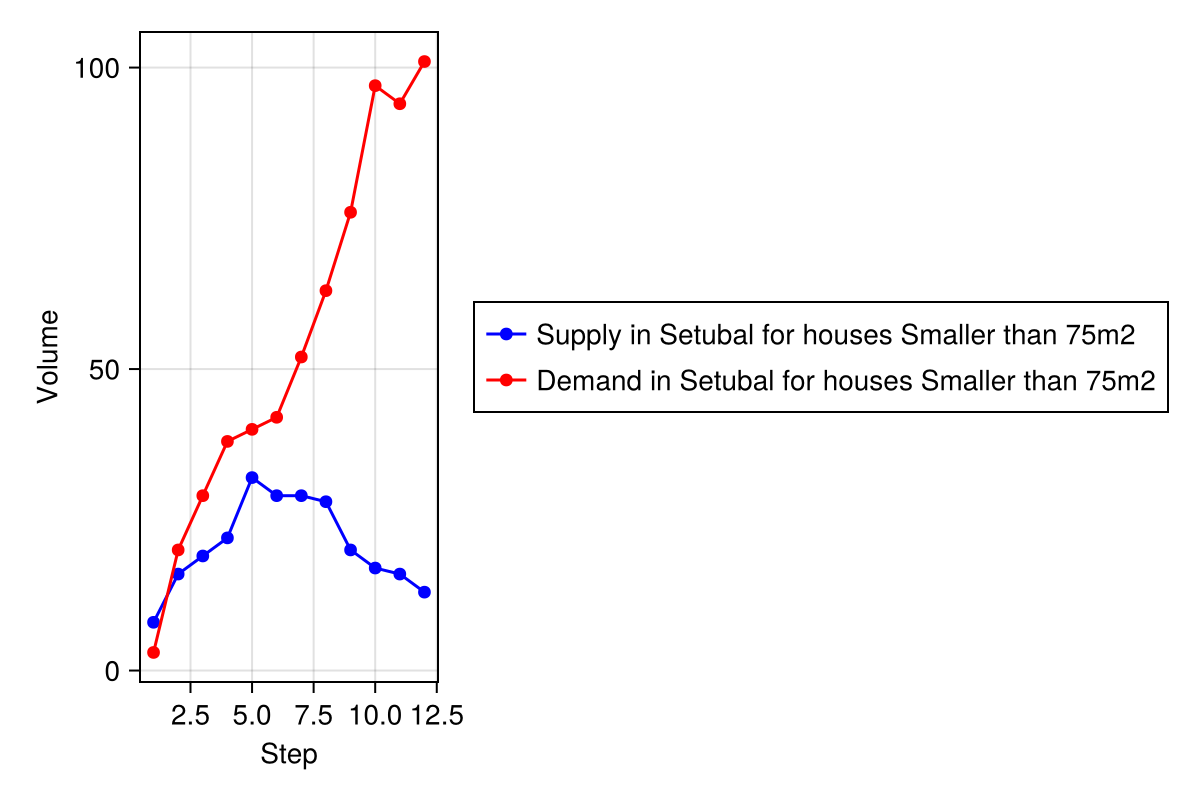 100
50
0
Volume
2.5 5.0 7.5 10.0 12.5
Step
Supply in Setubal for houses Smaller than 75m2
Demand in Setubal for houses Smaller than 75m2